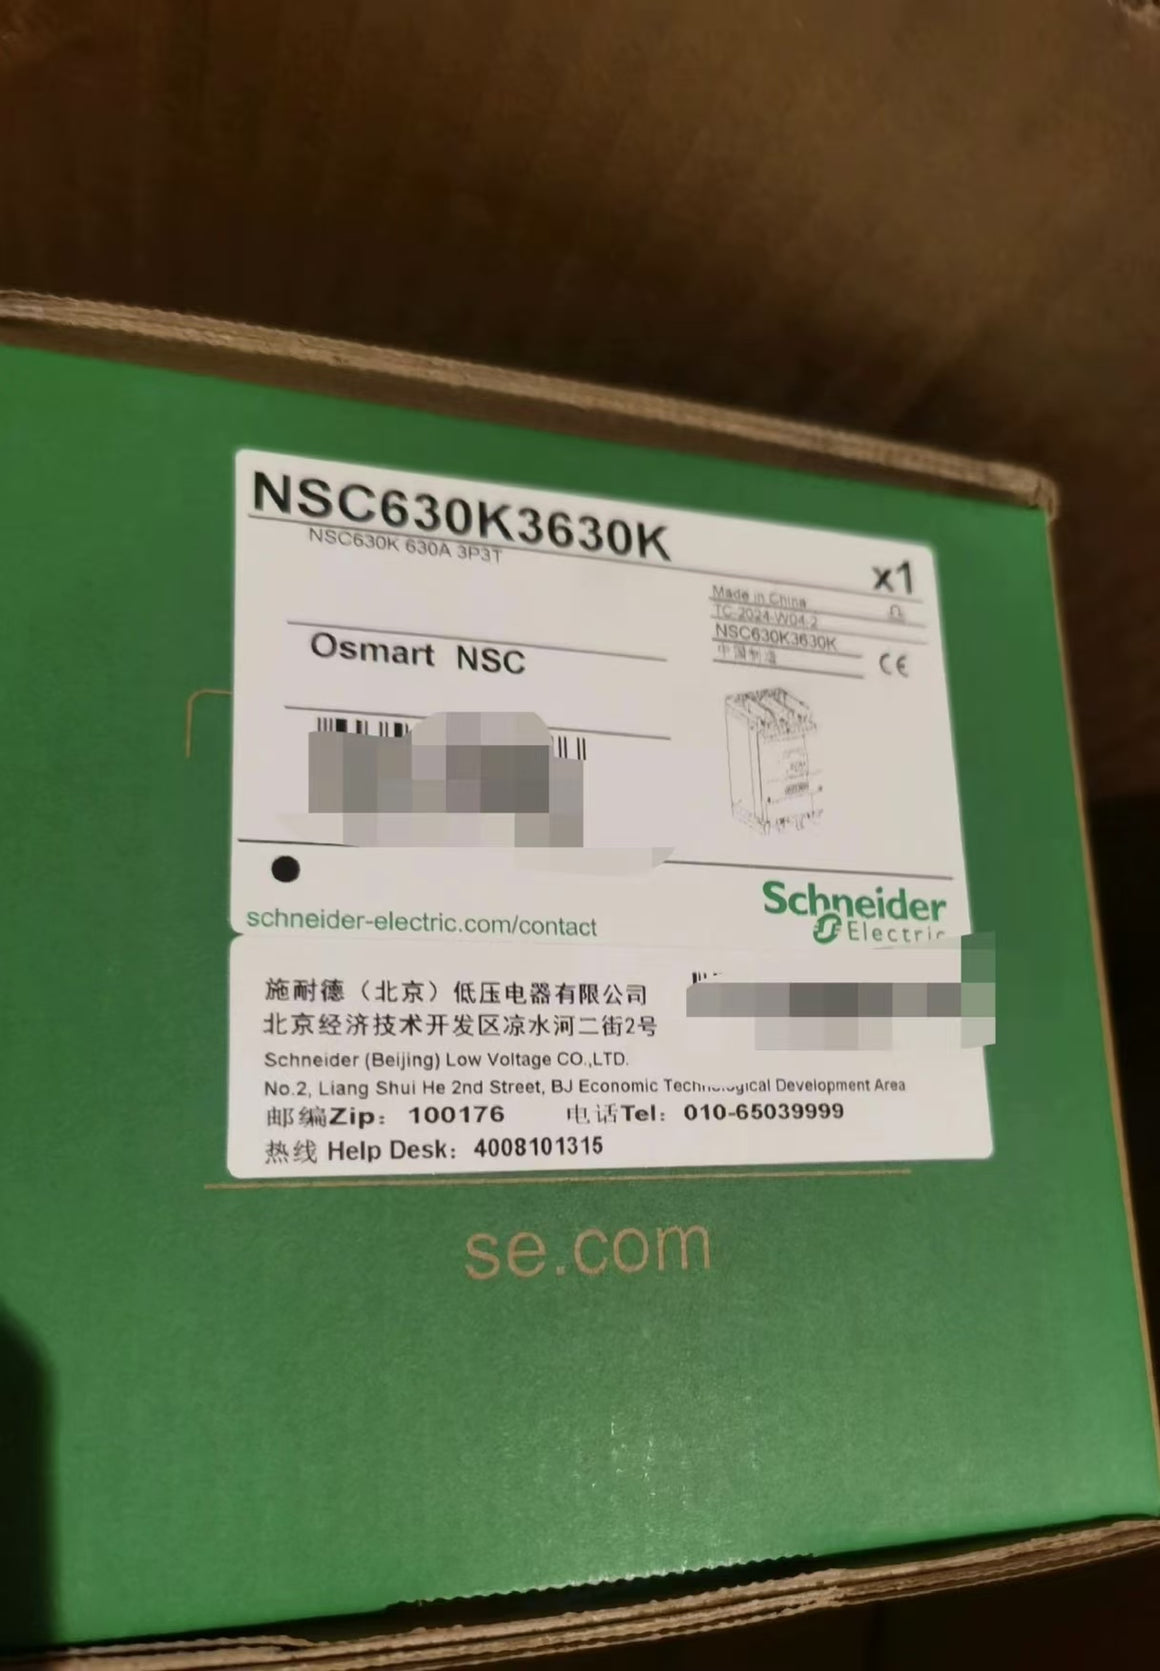 NSC630K3630K
NSC630K 630A 3P3T
x1
Made in China
TC-2024-W04-2
NSC630K3630K
中国制造
CE
Osmart NSC
schneider-electric.com/contact
Schneider
Electric
施耐德（北京）低压电器有限公司
北京经济技术开发区凉水河二街2号
Schneider (Beijing) Low Voltage CO.,LTD.
No.2, Liang Shui He 2nd Street, BJ Economic Technological Development Area
邮编Zip：100176 电话Tel：010-65039999
热线 Help Desk：4008101315
se.com